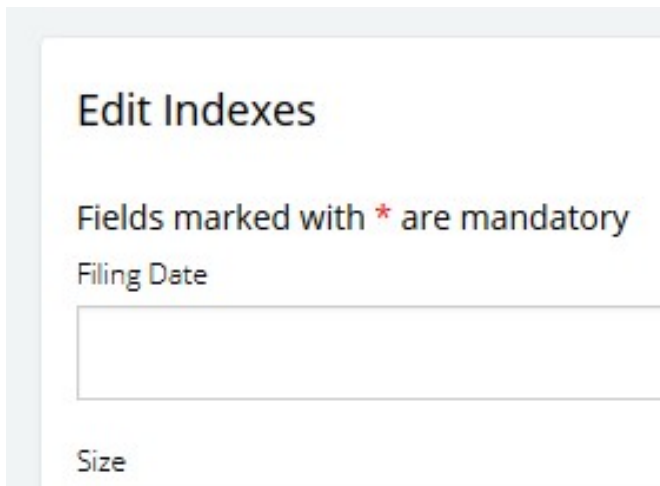 Edit Indexes
Fields marked with * are mandatory
Filing Date
Size